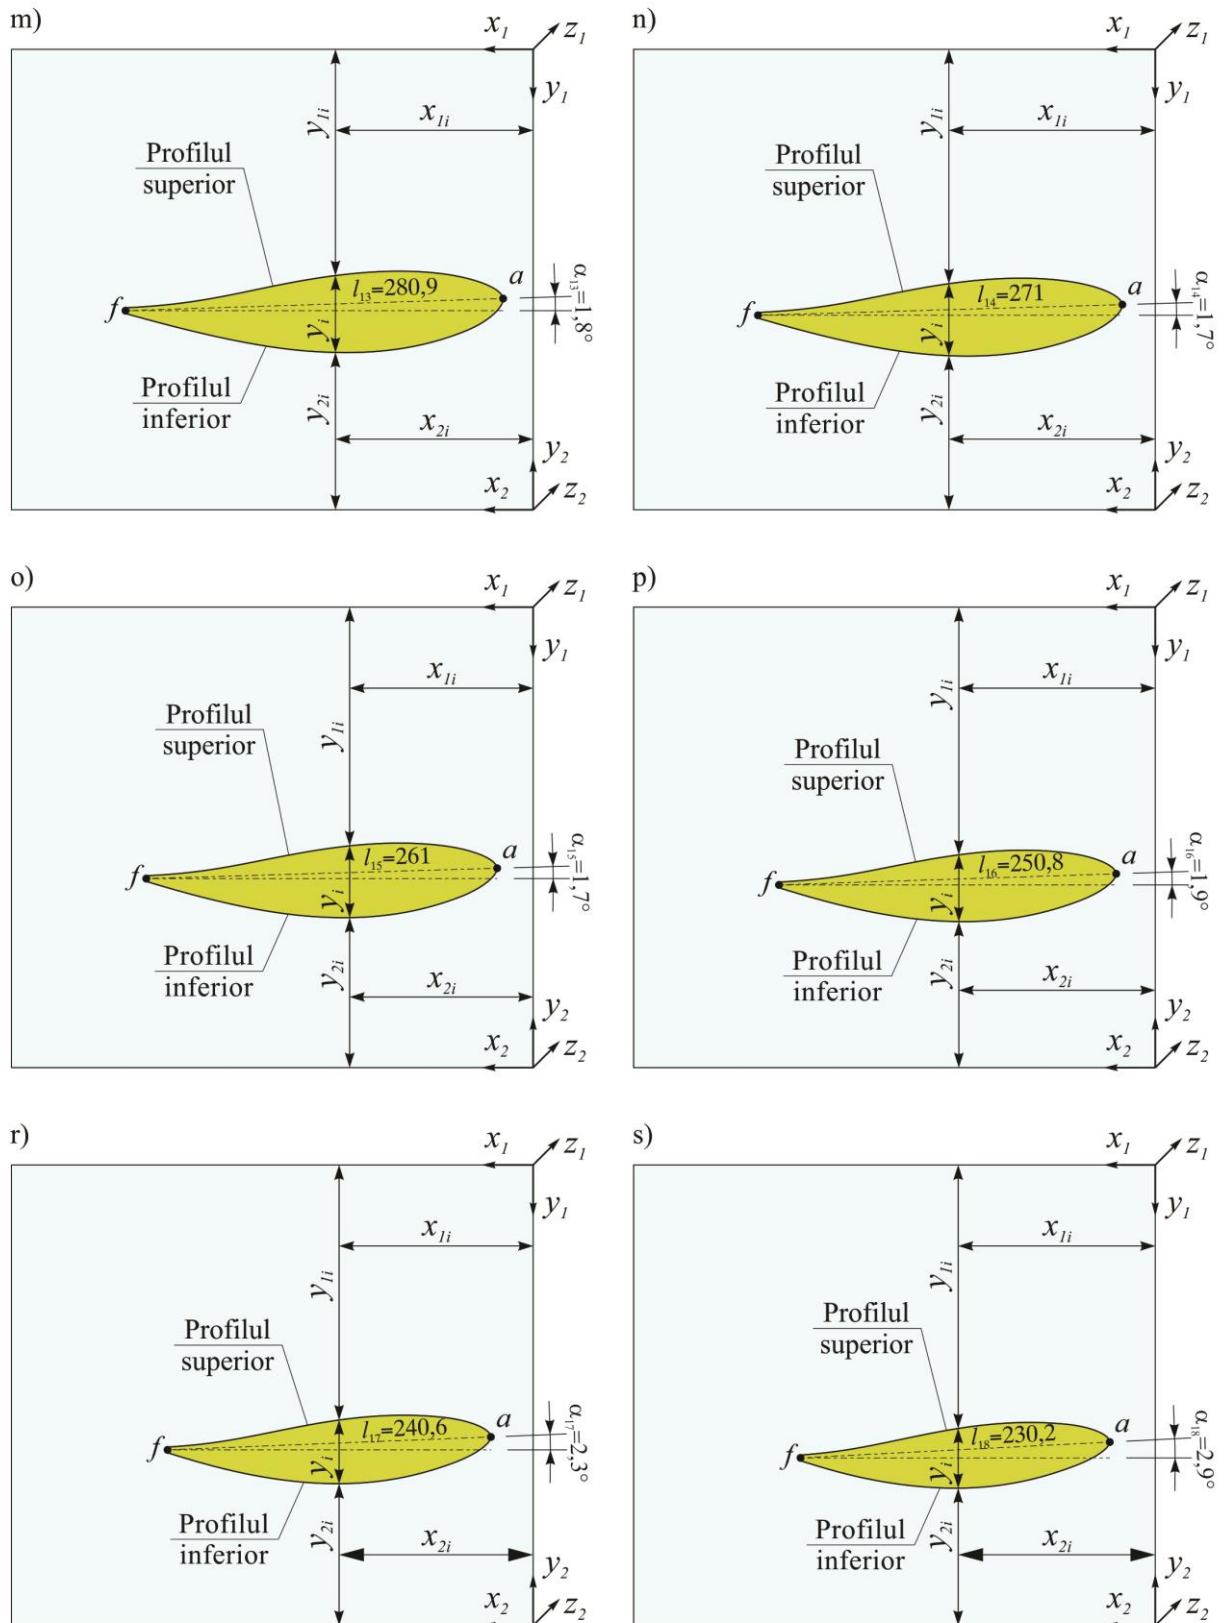 m)
x₁
z₁
y₁
x₁ᵢ
y₁ᵢ
Profilul
superior
l₁₃=280,9
a
f
yᵢ
α₁₃=1,8°
Profilul
inferior
y₂ᵢ
x₂ᵢ
y₂
x₂
z₂
n)
x₁
z₁
y₁
x₁ᵢ
y₁ᵢ
Profilul
superior
l₁₄=271
a
f
yᵢ
α₁₄=1,7°
Profilul
inferior
y₂ᵢ
x₂ᵢ
y₂
x₂
z₂
o)
x₁
z₁
y₁
x₁ᵢ
y₁ᵢ
Profilul
superior
l₁₅=261
a
f
yᵢ
α₁₅=1,7°
Profilul
inferior
y₂ᵢ
x₂ᵢ
y₂
x₂
z₂
p)
x₁
z₁
y₁
x₁ᵢ
y₁ᵢ
Profilul
superior
l₁₆=250,8
a
f
yᵢ
α₁₆=1,9°
Profilul
inferior
y₂ᵢ
x₂ᵢ
y₂
x₂
z₂
r)
x₁
z₁
y₁
x₁ᵢ
y₁ᵢ
Profilul
superior
l₁₇=240,6
a
f
yᵢ
α₁₇=2,3°
Profilul
inferior
y₂ᵢ
x₂ᵢ
y₂
x₂
z₂
s)
x₁
z₁
y₁
x₁ᵢ
y₁ᵢ
Profilul
superior
l₁₈=230,2
a
f
yᵢ
α₁₈=2,9°
Profilul
inferior
y₂ᵢ
x₂ᵢ
y₂
x₂
z₂